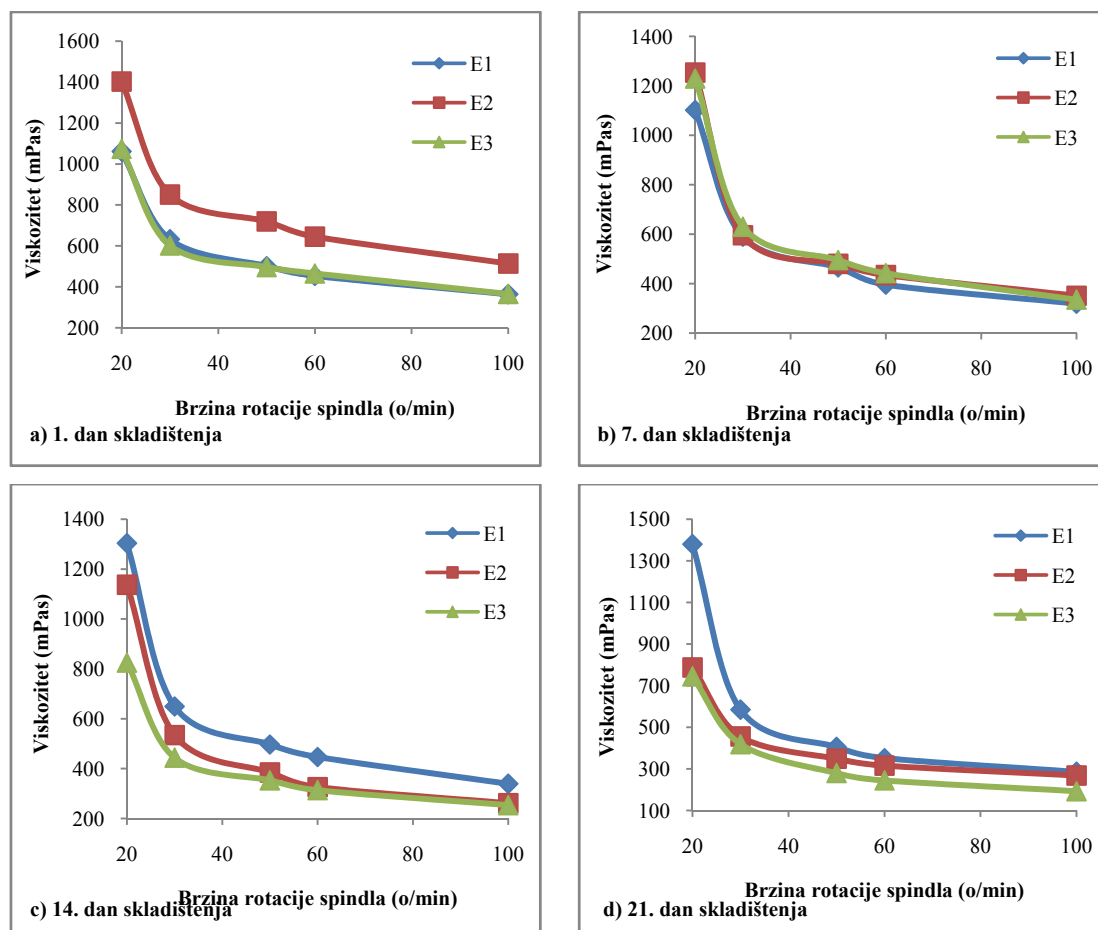 1600
1400
1200
1000
800
600
400
200
Viskozitet (mPas)
E1
E2
E3
20 40 60 80 100
Brzina rotacije spindla (o/min)
a) 1. dan skladištenja
1400
1200
1000
800
600
400
200
Viskozitet (mPas)
E1
E2
E3
20 40 60 80 100
Brzina rotacije spindla (o/min)
b) 7. dan skladištenja
1400
1200
1000
800
600
400
200
Viskozitet (mPas)
E1
E2
E3
20 40 60 80 100
Brzina rotacije spindla (o/min)
c) 14. dan skladištenja
1500
1300
1100
900
700
500
300
100
Viskozitet (mPas)
E1
E2
E3
20 40 60 80 100
Brzina rotacije spindla (o/min)
d) 21. dan skladištenja